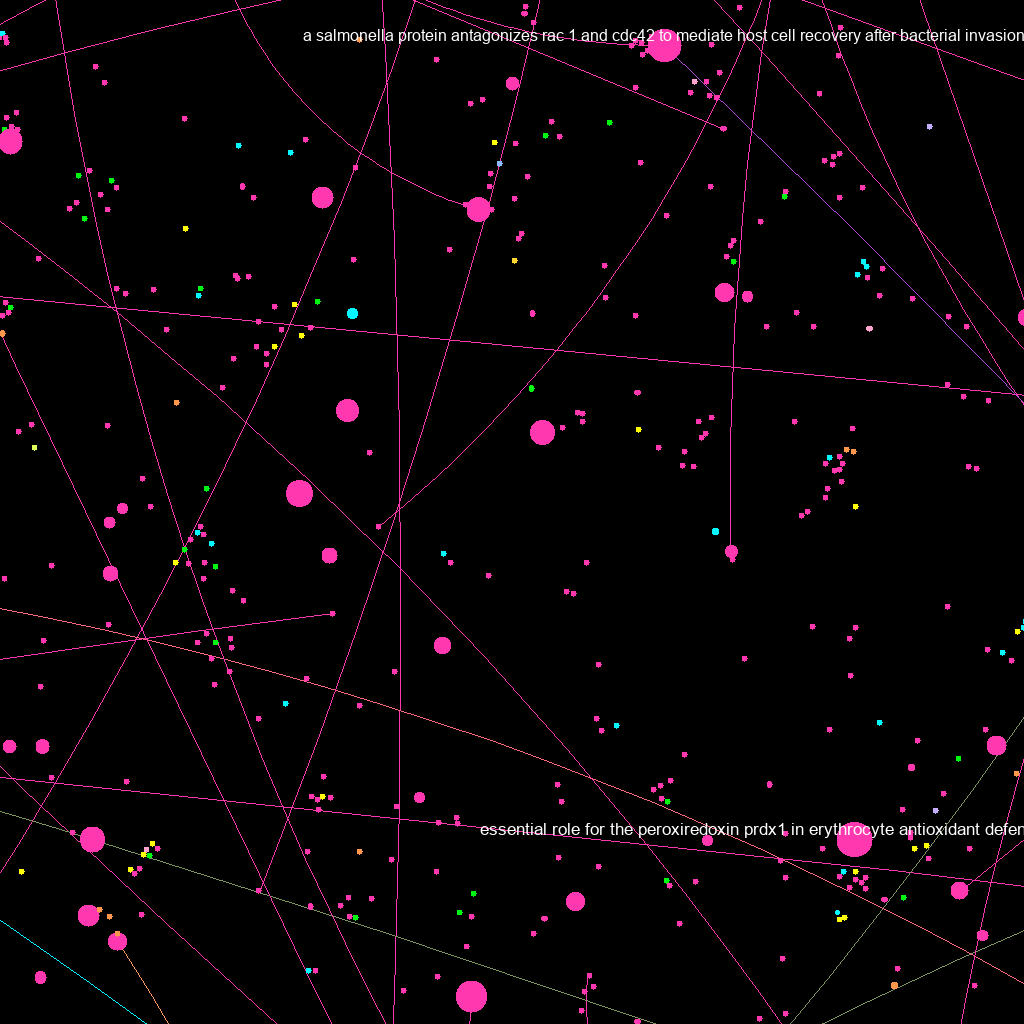 a salmonella protein antagonizes rac 1 and cdc42 to mediate host cell recovery after bacterial invasion
essential role for the peroxiredoxin prdx1 in erythrocyte antioxidant